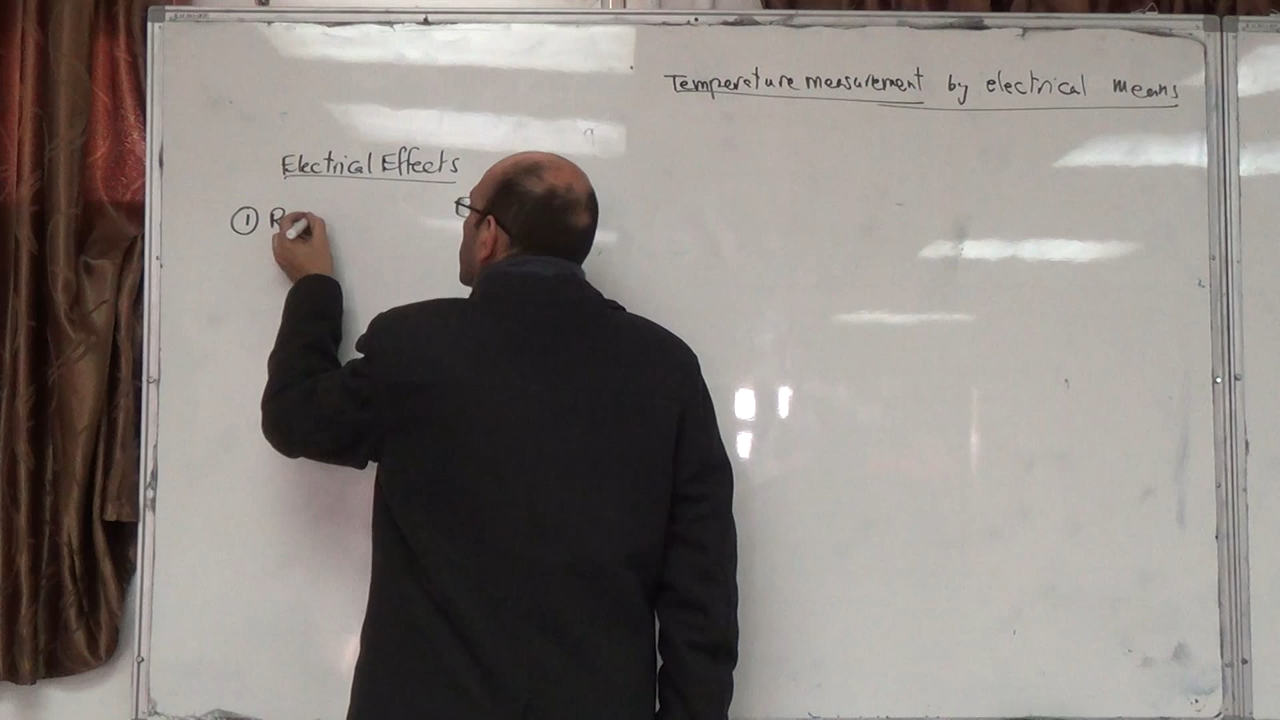 Temperature measurement by electrical means
Electrical Effects
① R